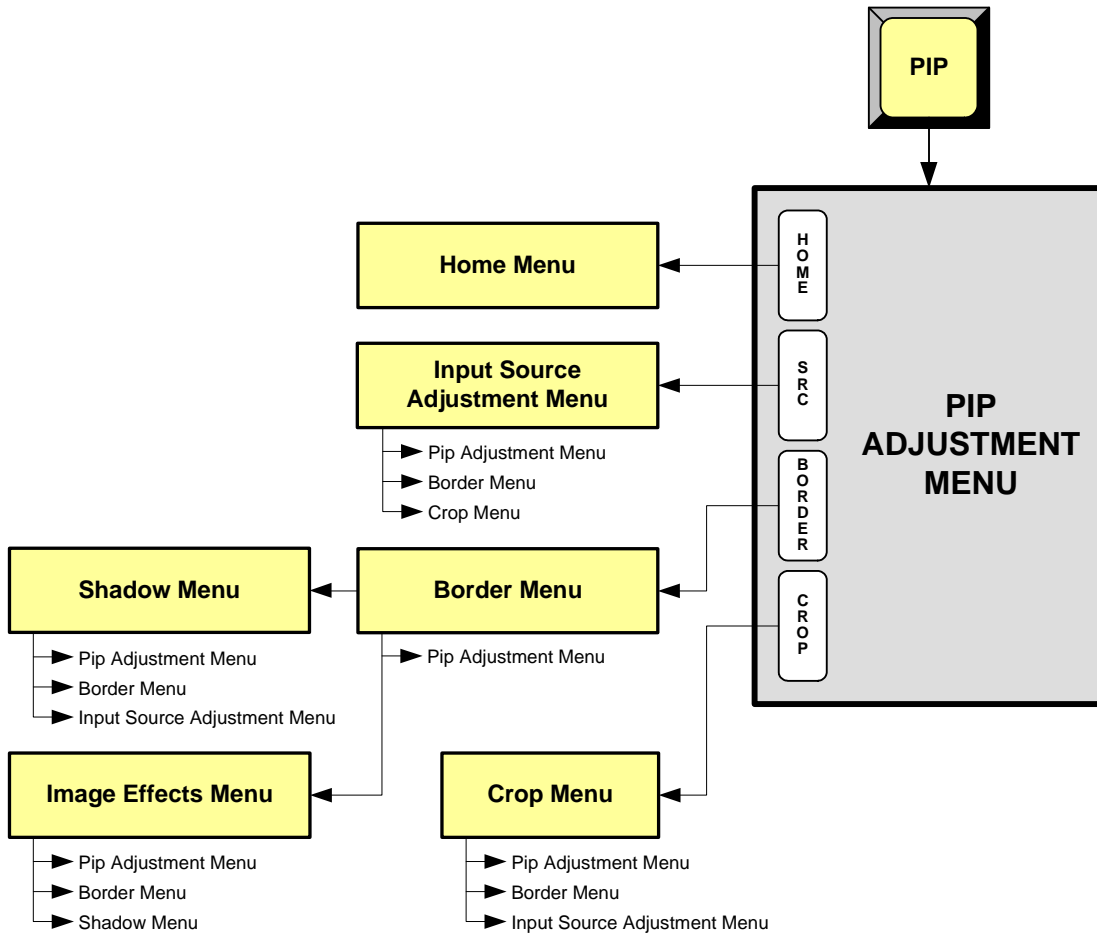 PIP
HOME
Home Menu
SRC
Input Source
Adjustment Menu
Pip Adjustment Menu
Border Menu
Crop Menu
PIP
ADJUSTMENT
MENU
BORDER
Shadow Menu
Border Menu
CROP
Pip Adjustment Menu
Border Menu
Input Source Adjustment Menu
Pip Adjustment Menu
Image Effects Menu
Crop Menu
Pip Adjustment Menu
Border Menu
Shadow Menu
Pip Adjustment Menu
Border Menu
Input Source Adjustment Menu